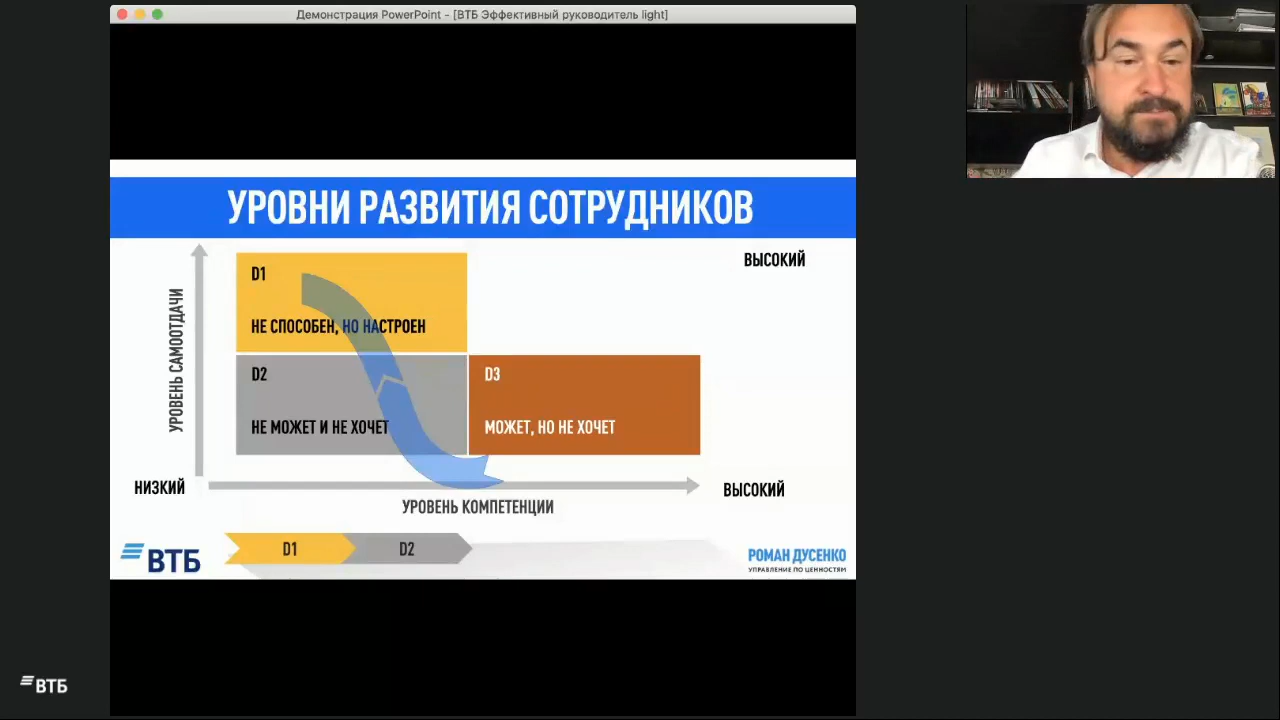 Демонстрация PowerPoint - [ВТБ Эффективный руководитель light]
УРОВНИ РАЗВИТИЯ СОТРУДНИКОВ
ВЫСОКИЙ
УРОВЕНЬ САМООТДАЧИ
D1
НЕ СПОСОБЕН, НО НАСТРОЕН
D2
НЕ МОЖЕТ И НЕ ХОЧЕТ
D3
МОЖЕТ, НО НЕ ХОЧЕТ
НИЗКИЙ
ВЫСОКИЙ
УРОВЕНЬ КОМПЕТЕНЦИИ
D1
D2
ВТБ
РОМАН ДУСЕНКО
УПРАВЛЕНИЕ ПО ЦЕННОСТЯМ
ВТБ